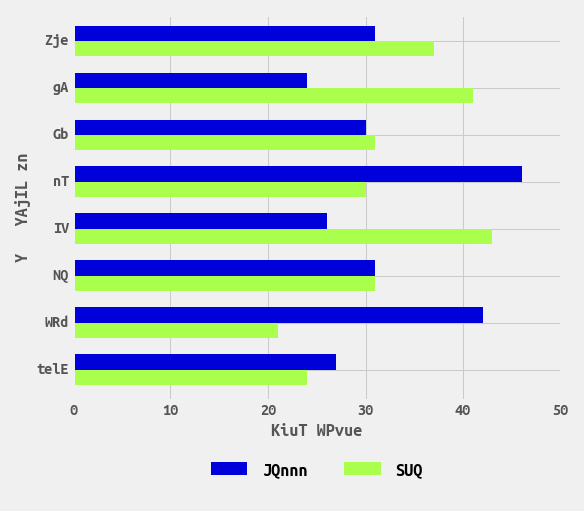 Zje
gA
Gb
nT
IV
NQ
WRd
telE
Y   YAjIL zn
0 10 20 30 40 50
KiuT WPvue
JQnnn SUQ